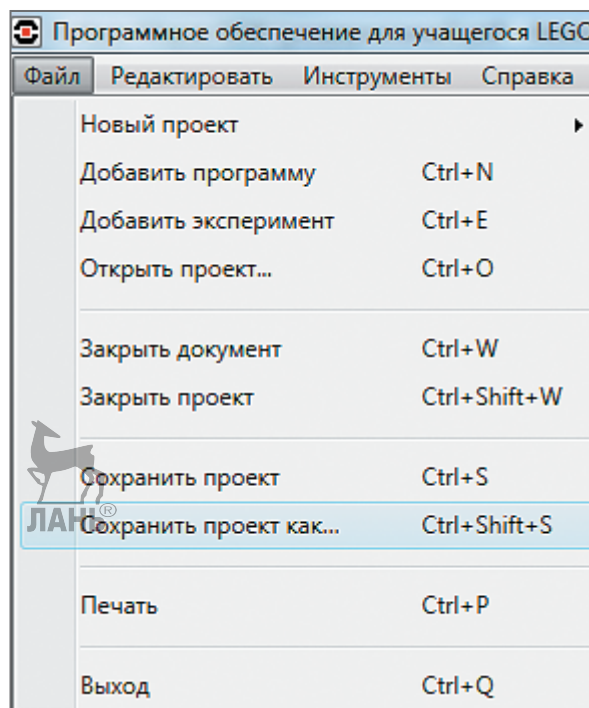 Программное обеспечение для учащегося LEGO
Файл Редактировать Инструменты Справка
Новый проект
Добавить программу Ctrl+N
Добавить эксперимент Ctrl+E
Открыть проект... Ctrl+O
Закрыть документ Ctrl+W
Закрыть проект Ctrl+Shift+W
Сохранить проект Ctrl+S
ЛАНЬ®
Сохранить проект как... Ctrl+Shift+S
Печать Ctrl+P
Выход Ctrl+Q